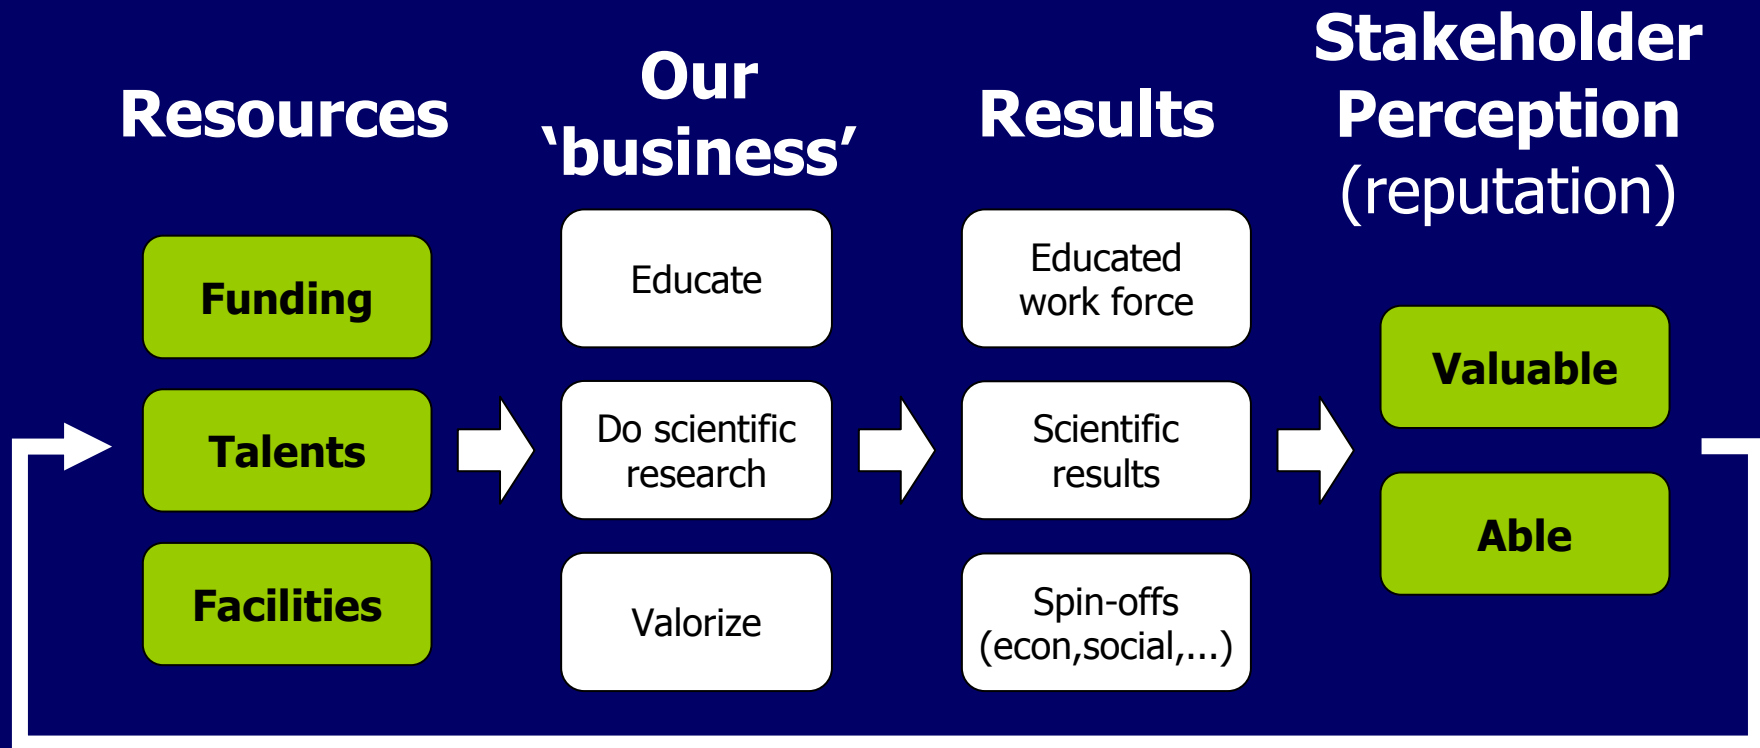 Resources
Our
‘business’
Results
Stakeholder
Perception
(reputation)
Funding
Talents
Facilities
Educate
Do scientific
research
Valorize
Educated
work force
Scientific
results
Spin-offs
(econ,social,...)
Valuable
Able